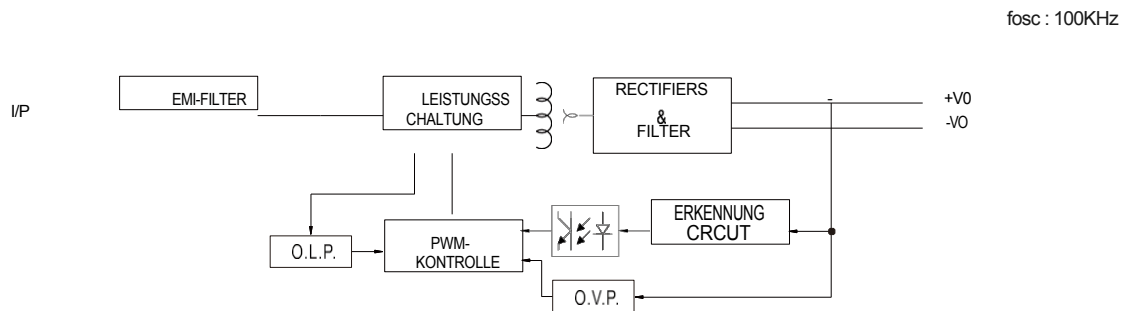 fosc : 100KHz
I/P
EMI-FILTER
LEISTUNGSS
CHALTUNG
RECTIFIERS
&
FILTER
+V0
-VO
O.L.P.
PWM-
KONTROLLE
ERKENNUNG
CRCUT
O.V.P.